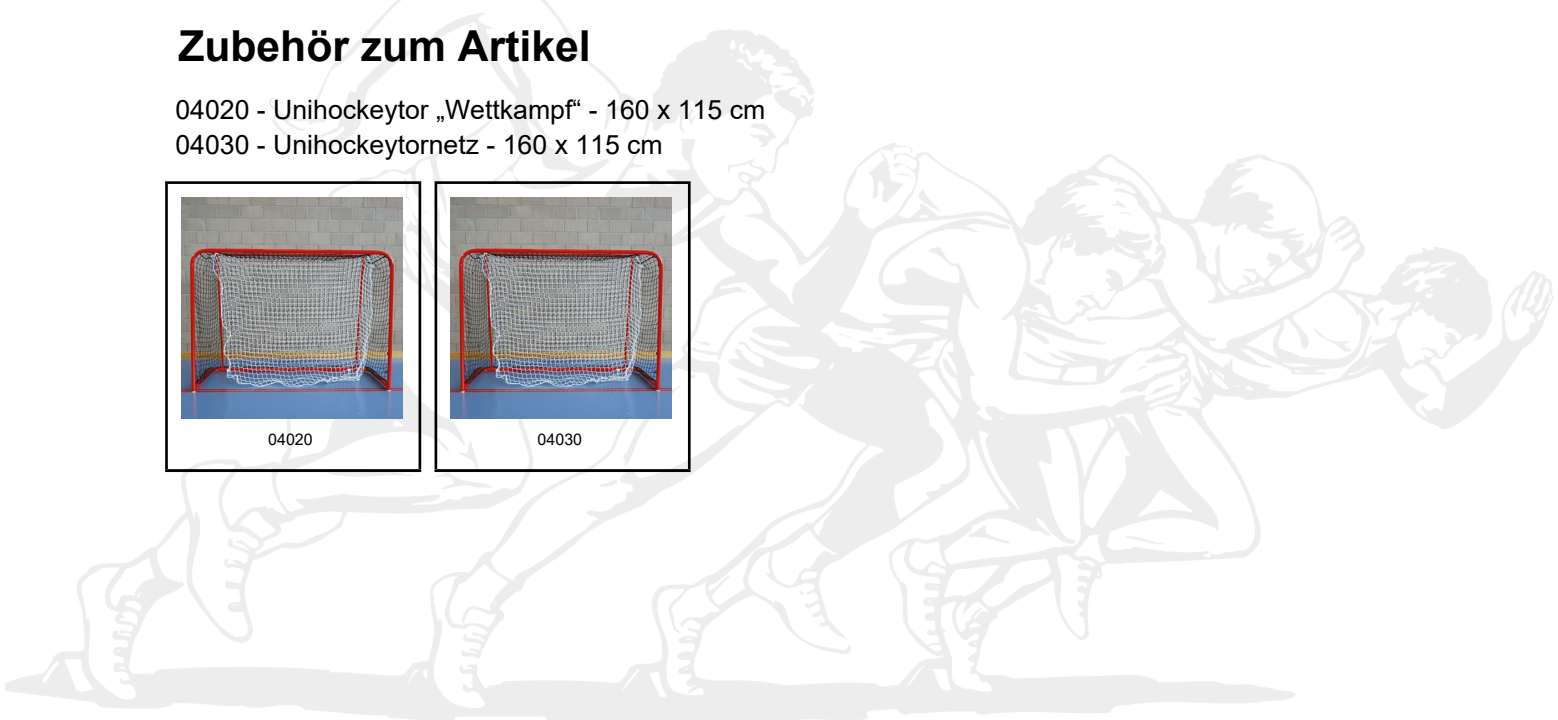 Zubehör zum Artikel
04020 - Unihockeytor „Wettkampf“ - 160 x 115 cm
04030 - Unihockeytornetz - 160 x 115 cm
04020
04030